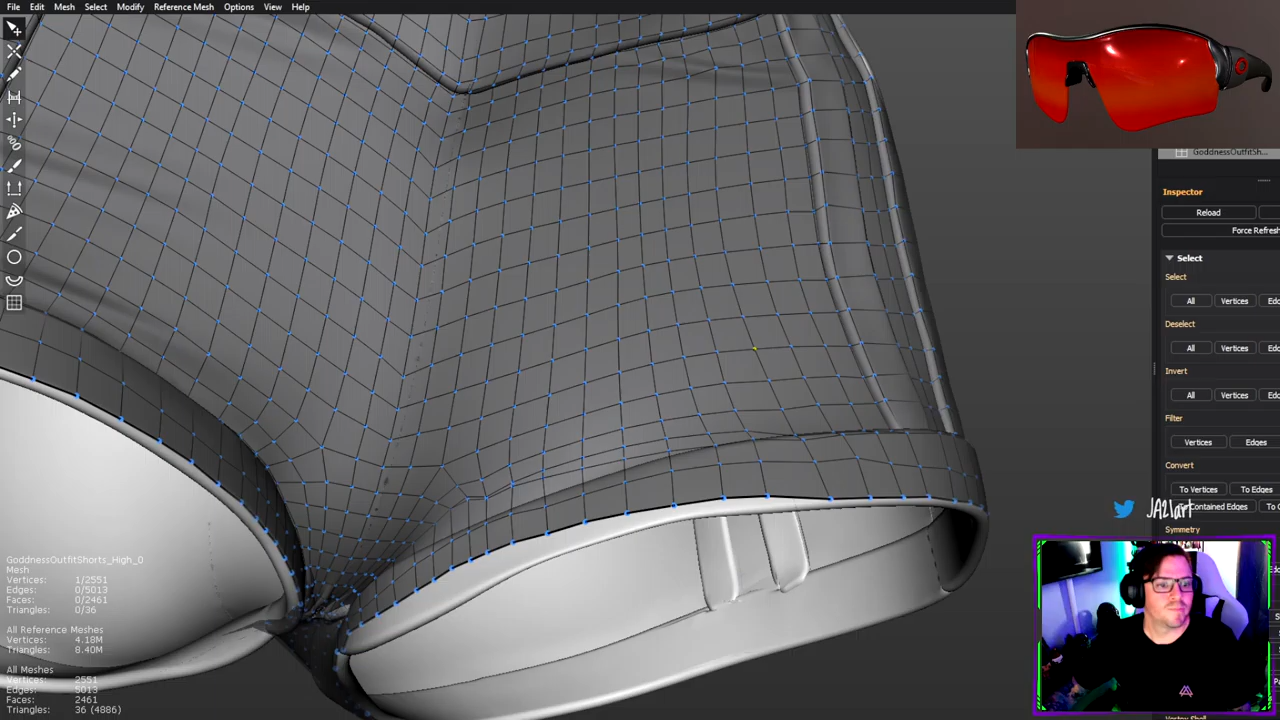 File Edit Mesh Select Modify Reference Mesh Options View Help
GoddnessOutfitSh...
Inspector
Reload
Force Refresh
Select
Select
All Vertices
Deselect
All Vertices
Invert
All Vertices
Filter
Vertices Edges
Convert
To Vertices To Edges
Contained Edges
Symmetry
JA21art
GoddnessOutfitShorts_High_0
Mesh
Vertices: 1/2551
Edges: 0/5013
Faces: 0/2461
Triangles: 0/36
All Reference Meshes
Vertices: 4.18M
Triangles: 8.40M
All Meshes
Vertices: 2551
Edges: 5013
Faces: 2461
Triangles: 36 (4886)